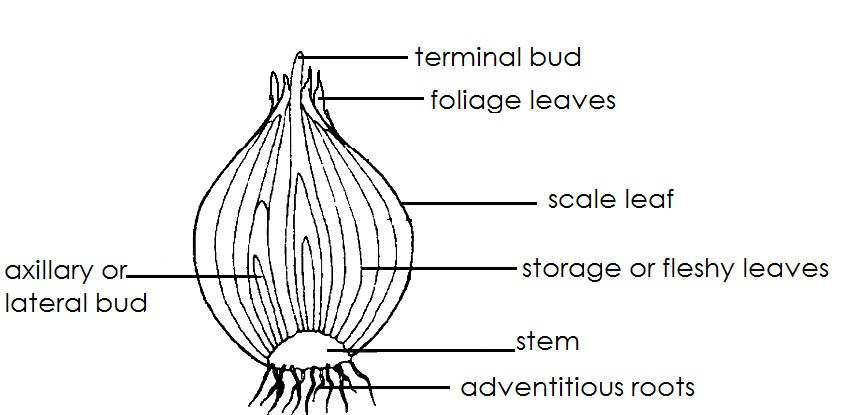 terminal bud
foliage leaves
scale leaf
axillary or
lateral bud
storage or fleshy leaves
stem
adventitious roots